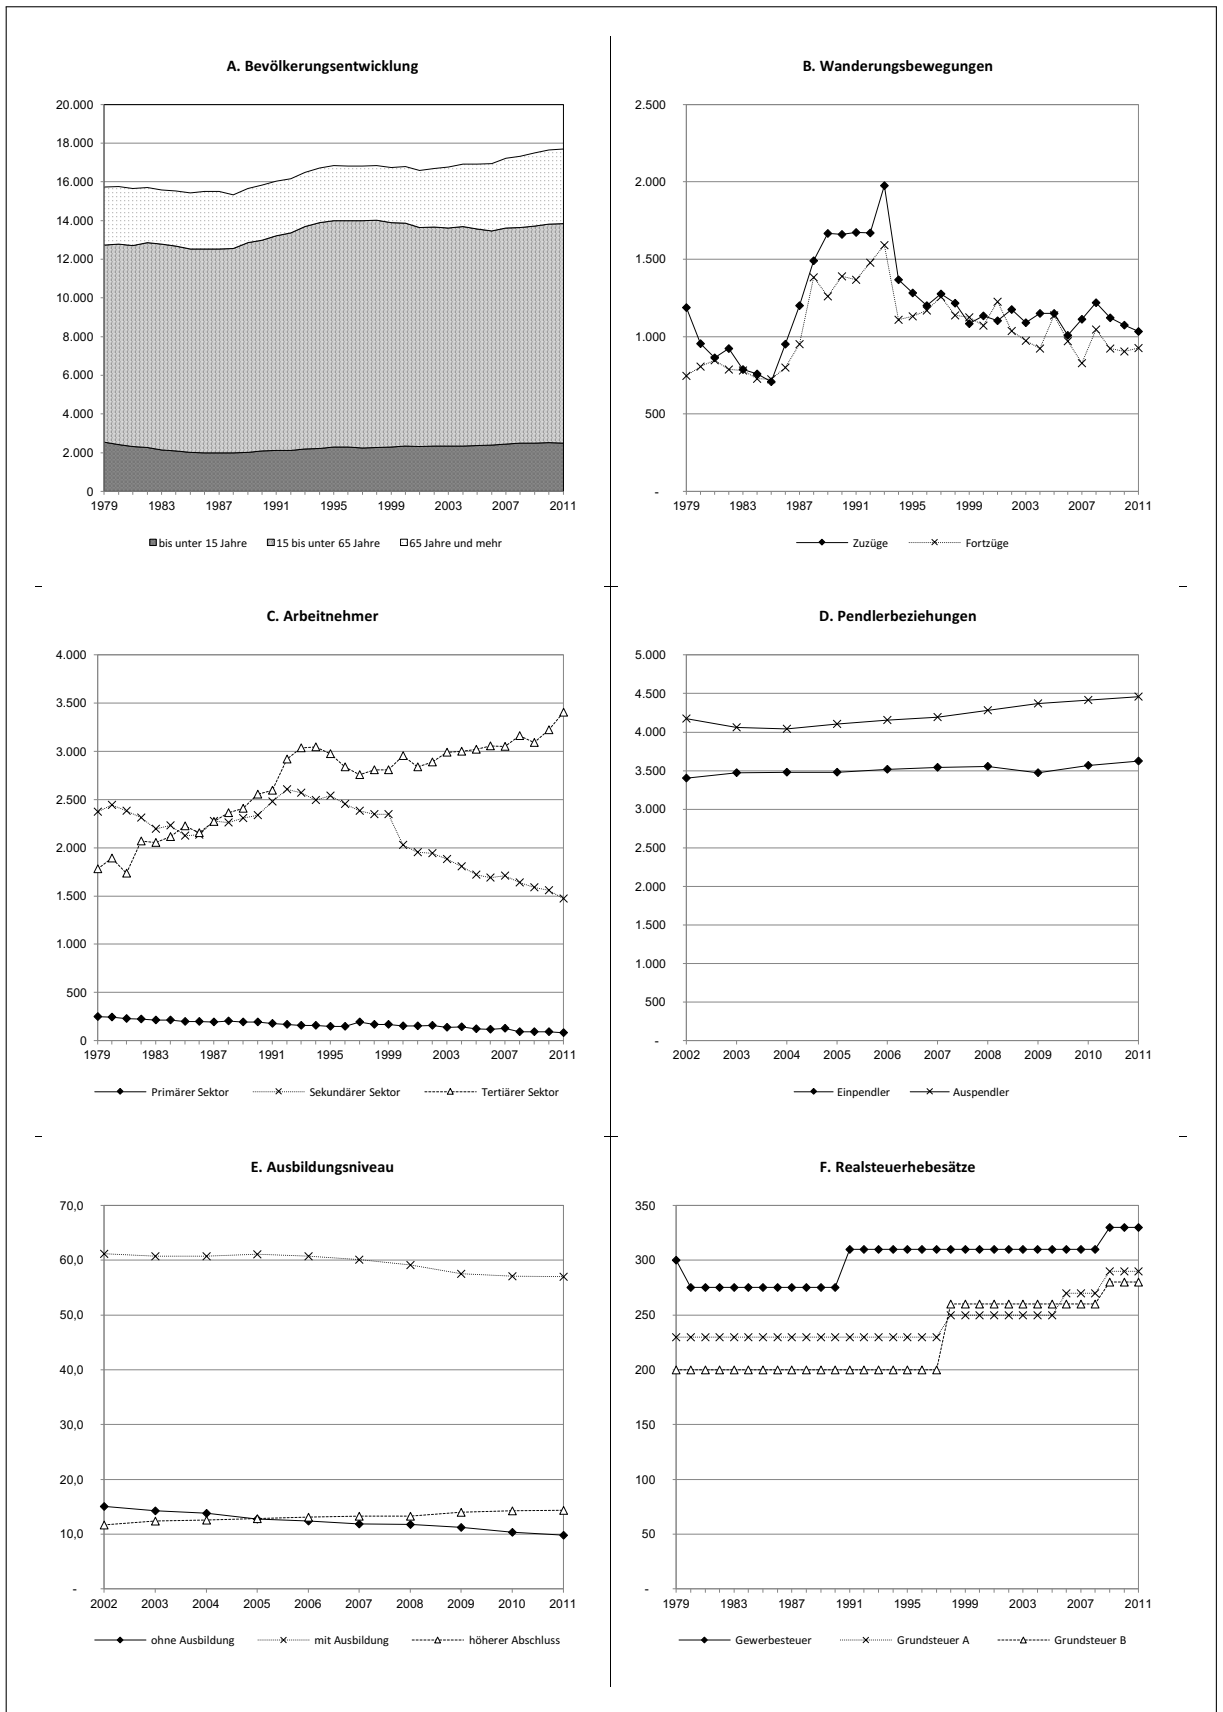 A. Bevölkerungsentwicklung
20.000
18.000
16.000
14.000
12.000
10.000
8.000
6.000
4.000
2.000
0
1979 1983 1987 1991 1995 1999 2003 2007 2011
bis unter 15 Jahre 15 bis unter 65 Jahre 65 Jahre und mehr
B. Wanderungsbewegungen
2.500
2.000
1.500
1.000
500
-
1979 1983 1987 1991 1995 1999 2003 2007 2011
Zuzüge Fortzüge
C. Arbeitnehmer
4.000
3.500
3.000
2.500
2.000
1.500
1.000
500
0
1979 1983 1987 1991 1995 1999 2003 2007 2011
Primärer Sektor Sekundärer Sektor Tertiärer Sektor
D. Pendlerbeziehungen
5.000
4.500
4.000
3.500
3.000
2.500
2.000
1.500
1.000
500
-
2002 2003 2004 2005 2006 2007 2008 2009 2010 2011
Einpendler Auspendler
E. Ausbildungsniveau
70,0
60,0
50,0
40,0
30,0
20,0
10,0
-
2002 2003 2004 2005 2006 2007 2008 2009 2010 2011
ohne Ausbildung mit Ausbildung höherer Abschluss
F. Realsteuerhebesätze
350
300
250
200
150
100
50
-
1979 1983 1987 1991 1995 1999 2003 2007 2011
Gewerbesteuer Grundsteuer A Grundsteuer B